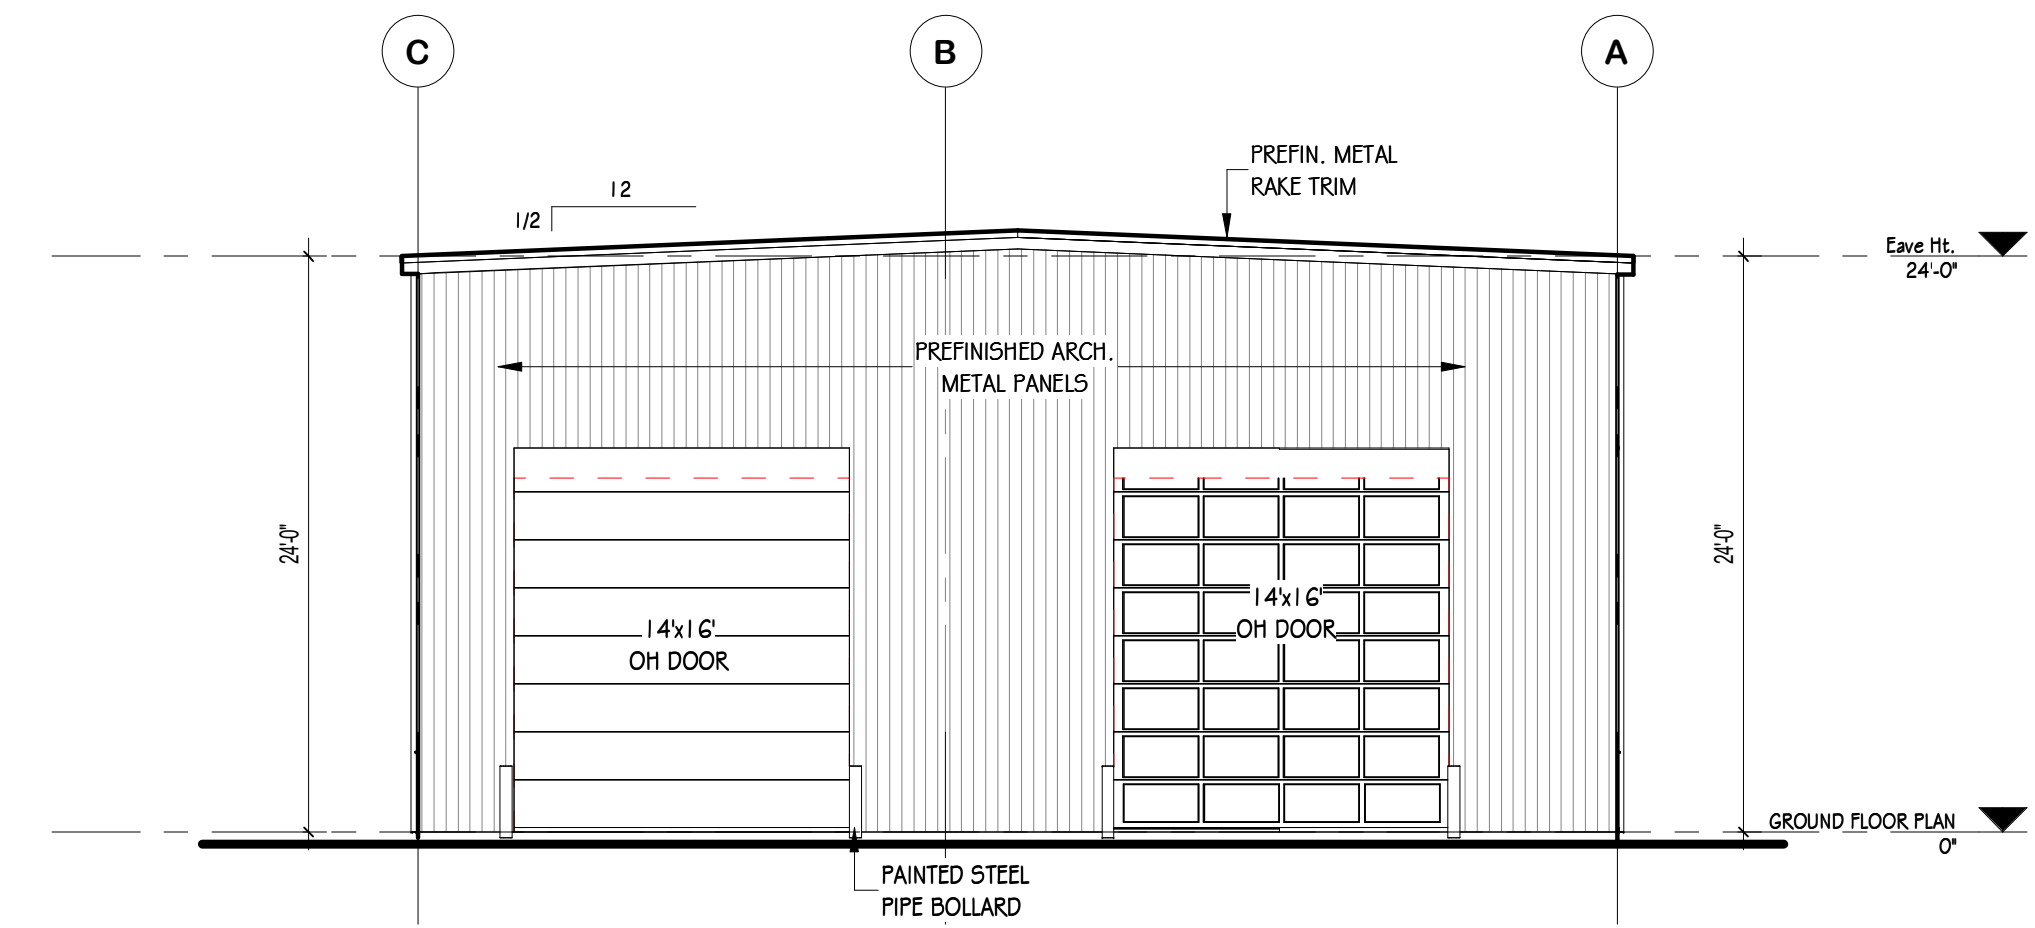 C
B
A
PREFIN. METAL
RAKE TRIM
12
1/2
Eave Ht.
24'-0"
PREFINISHED ARCH.
METAL PANELS
24'-0"
24'-0"
14'x16'
OH DOOR
14'x16'
OH DOOR
GROUND FLOOR PLAN
0"
PAINTED STEEL
PIPE BOLLARD